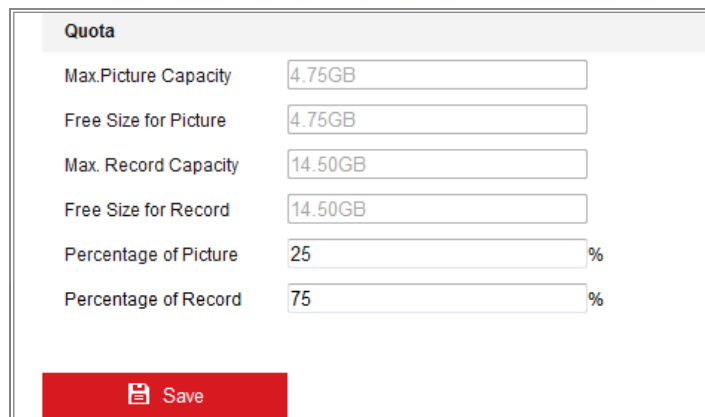 Quota
Max.Picture Capacity 4.75GB
Free Size for Picture 4.75GB
Max. Record Capacity 14.50GB
Free Size for Record 14.50GB
Percentage of Picture 25 %
Percentage of Record 75 %
Save